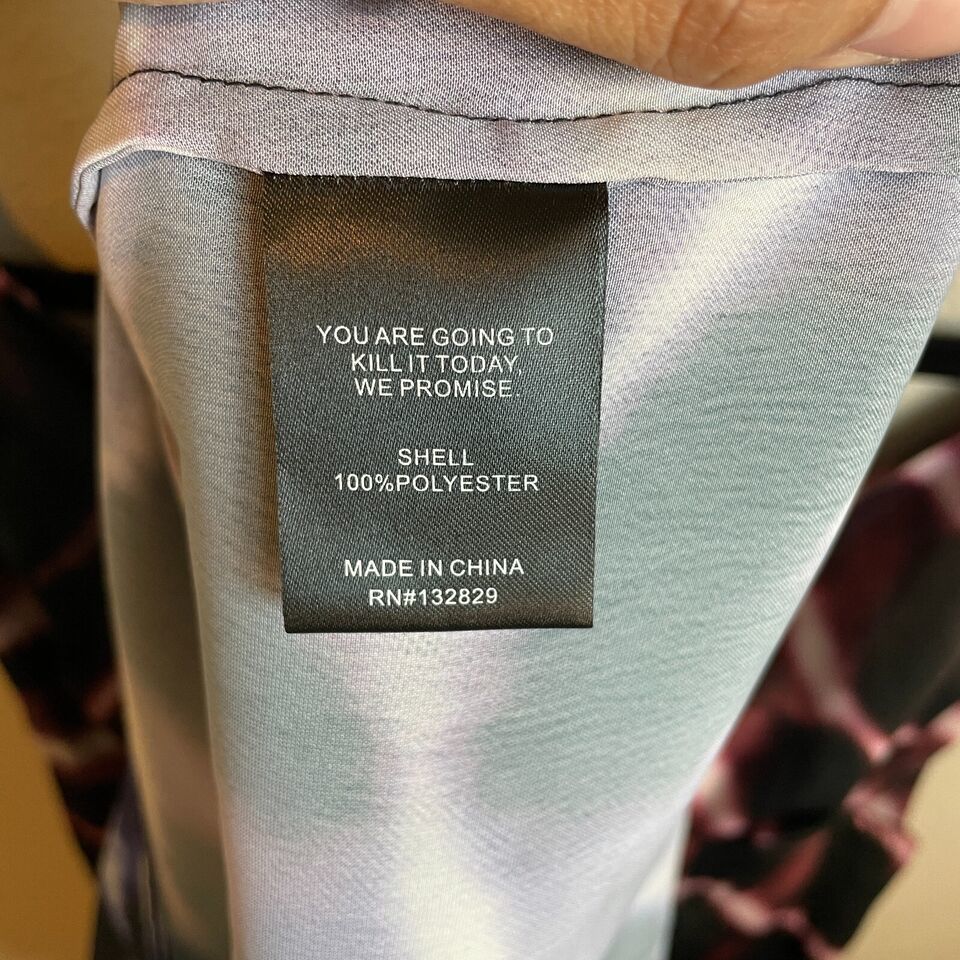 YOU ARE GOING TO
KILL IT TODAY,
WE PROMISE.
SHELL
100%POLYESTER
MADE IN CHINA
RN#132829